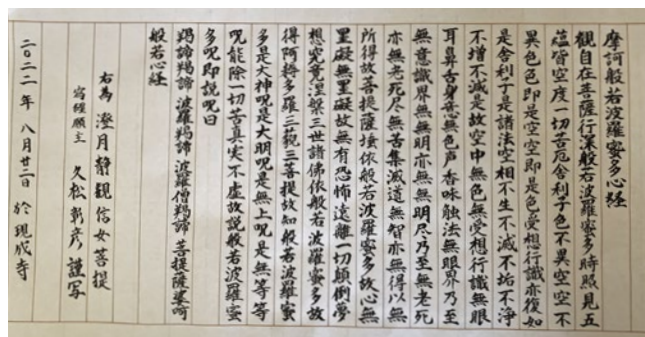 摩訶般若波羅蜜多心経
観自在菩薩行深般若波羅蜜多時照見五
蘊皆空度一切苦厄舎利子色不異空空不
異色色即是空空即是色受想行識亦復如
是舎利子是諸法空相不生不滅不垢不浄
不増不減是故空中無色無受想行識無眼
耳鼻舌身意無色声香味触法無眼界乃至
無意識界無無明亦無無明尽乃至無老死
亦無老死尽無苦集滅道無智亦無得以無
所得故菩提薩埵依般若波羅蜜多故心無
罣礙無罣礙故無有恐怖遠離一切顛倒夢
想究竟涅槃三世諸佛依般若波羅蜜多故
得阿耨多羅三藐三菩提故知般若波羅蜜
多是大神呪是大明呪是無上呪是無等等
呪能除一切苦真実不虚故説般若波羅蜜
多呪即説呪曰
羯諦羯諦 波羅羯諦 波羅僧羯諦 菩提薩婆訶
般若心経
右為 澄月静観信女菩提
写経願主 久松彰彦 謹写
二〇二二年 八月廿二日 於現成寺